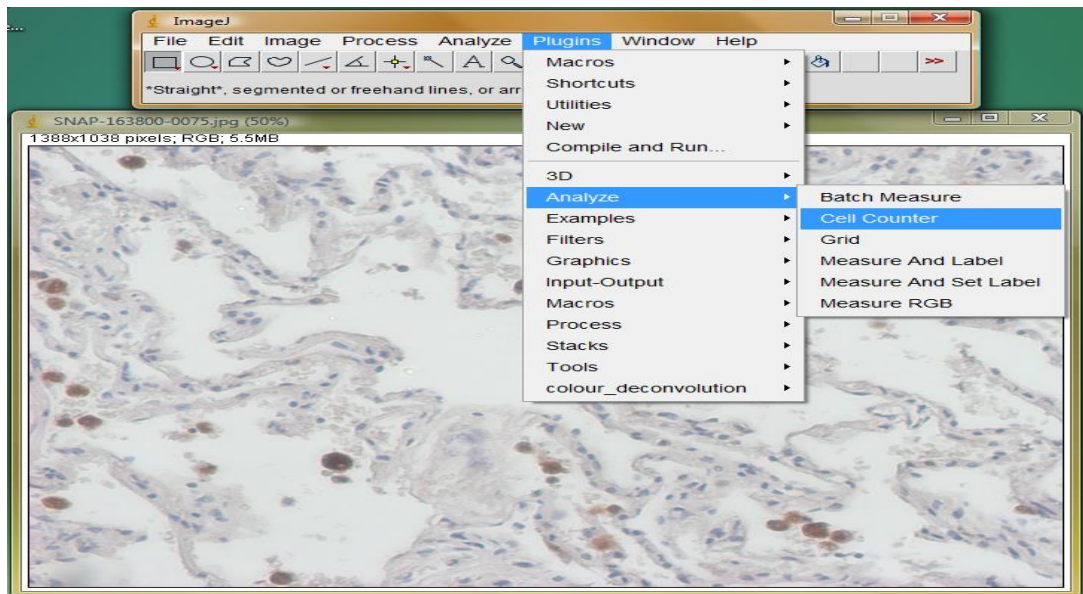 ImageJ
File Edit Image Process Analyze Plugins Window Help
*Straight*, segmented or freehand lines, or arr
SNAP-163800-0075.jpg (50%)
1388x1038 pixels; RGB; 5.5MB
Macros
Shortcuts
Utilities
New
Compile and Run...
3D
Analyze
Examples
Filters
Graphics
Input-Output
Macros
Process
Stacks
Tools
colour_deconvolution
Batch Measure
Cell Counter
Grid
Measure And Label
Measure And Set Label
Measure RGB